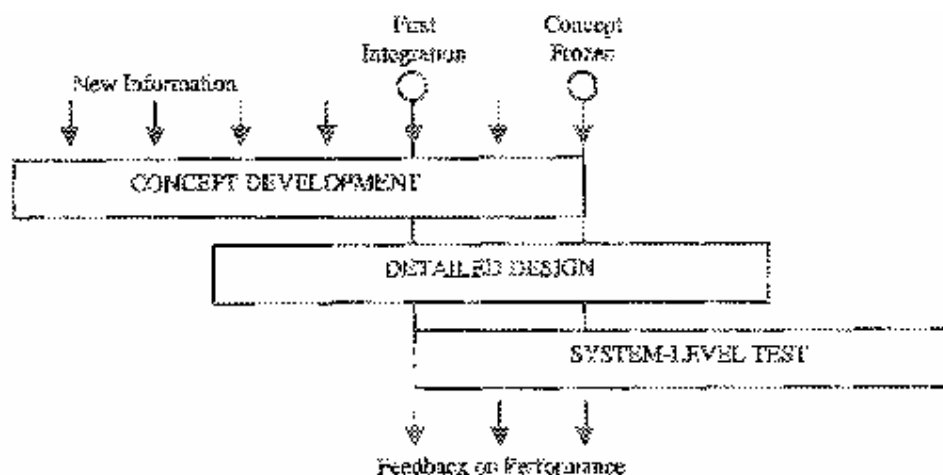 First
Integration
Concept
Frozen
New Information
CONCEPT DEVELOPMENT
DETAILED DESIGN
SYSTEM-LEVEL TEST
Feedback on Performance